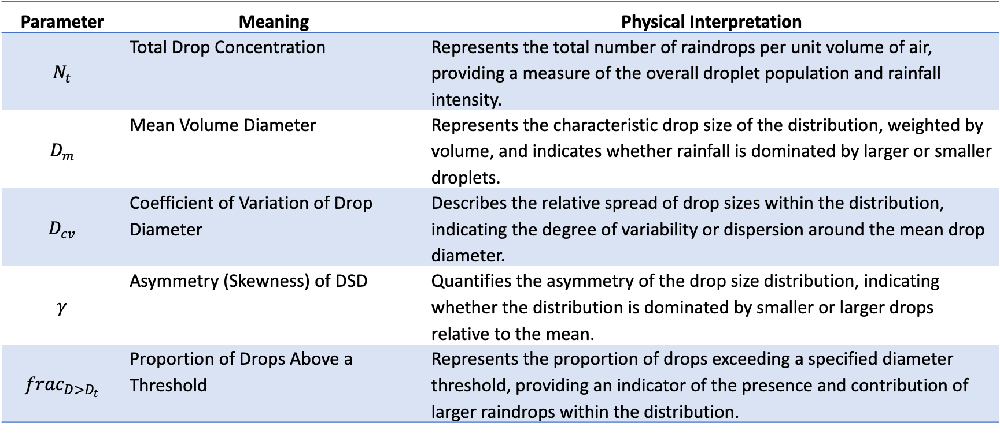 Parameter Meaning Physical Interpretation
N_t Total Drop Concentration Represents the total number of raindrops per unit volume of air,
providing a measure of the overall droplet population and rainfall
intensity.
D_m Mean Volume Diameter Represents the characteristic drop size of the distribution, weighted by
volume, and indicates whether rainfall is dominated by larger or smaller
droplets.
D_cv Coefficient of Variation of Drop Describes the relative spread of drop sizes within the distribution,
Diameter indicating the degree of variability or dispersion around the mean drop
diameter.
γ Asymmetry (Skewness) of DSD Quantifies the asymmetry of the drop size distribution, indicating
whether the distribution is dominated by smaller or larger drops
relative to the mean.
frac_{D>D_t} Proportion of Drops Above a Represents the proportion of drops exceeding a specified diameter
Threshold threshold, providing an indicator of the presence and contribution of
larger raindrops within the distribution.